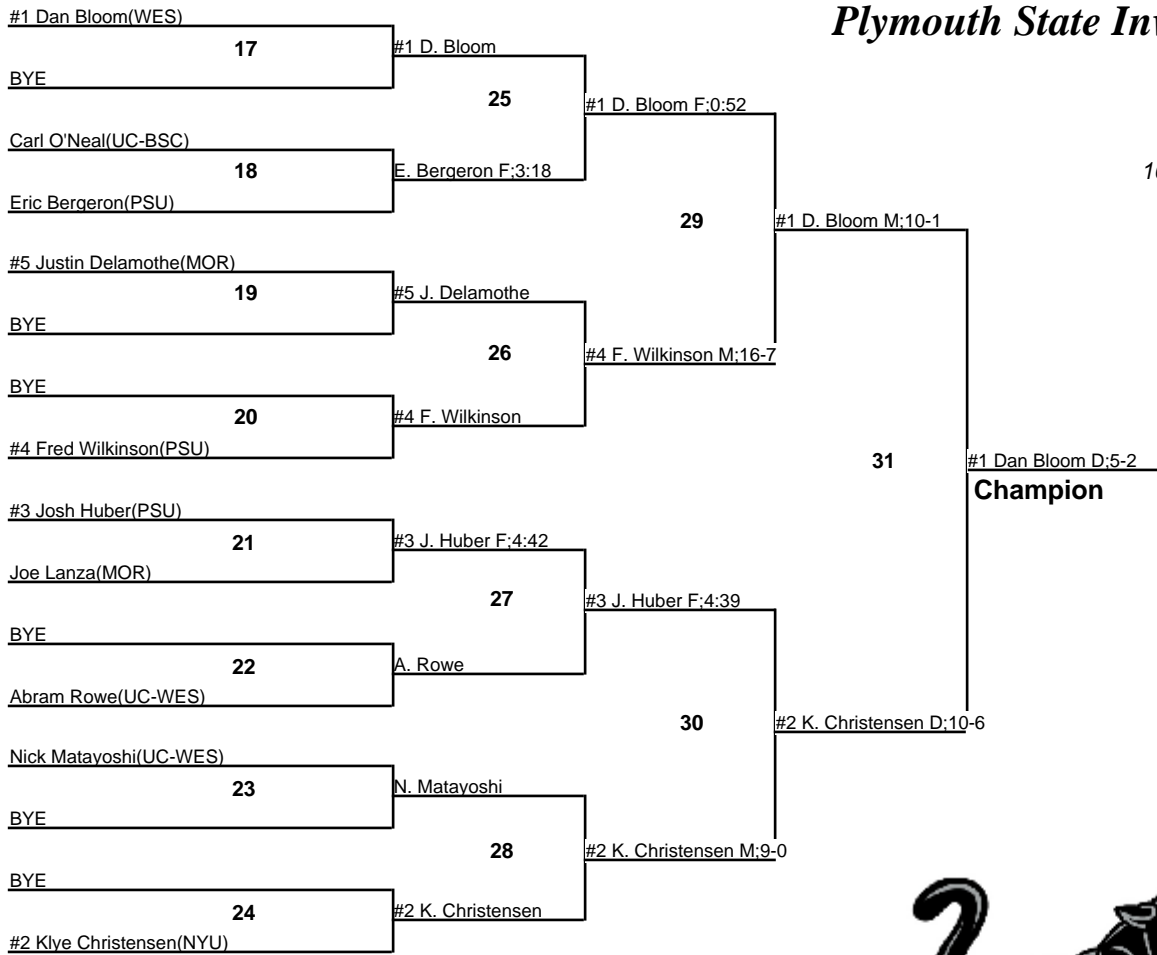 Plymouth State
#1 Dan Bloom(WES)
17
BYE
#1 D. Bloom
25
Carl O'Neal(UC-BSC)
18
Eric Bergeron(PSU)
E. Bergeron F;3:18
#1 D. Bloom F;0:52
29
#5 Justin Delamothe(MOR)
19
BYE
#5 J. Delamothe
26
BYE
20
#4 Fred Wilkinson(PSU)
#4 F. Wilkinson
#4 F. Wilkinson M;16-7
#1 D. Bloom M;10-1
31
#1 Dan Bloom D;5-2
Champion
#3 Josh Huber(PSU)
21
Joe Lanza(MOR)
#3 J. Huber F;4:42
27
BYE
22
Abram Rowe(UC-WES)
A. Rowe
#3 J. Huber F;4:39
30
Nick Matayoshi(UC-WES)
23
BYE
N. Matayoshi
28
BYE
24
#2 Klye Christensen(NYU)
#2 K. Christensen
#2 K. Christensen M;9-0
#2 K. Christensen D;10-6